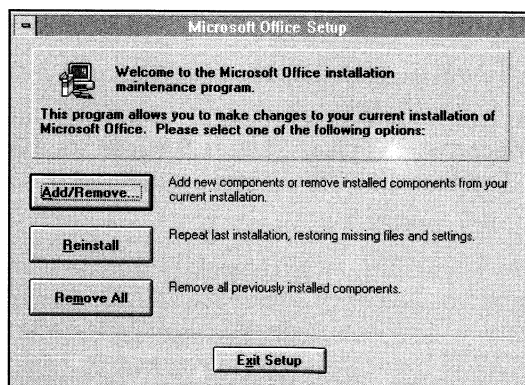 Microsoft Office Setup
Welcome to the Microsoft Office installation
maintenance program.
This program allows you to make changes to your current installation of
Microsoft Office. Please select one of the following options:
Add/Remove...
Add new components or remove installed components from your
current installation.
Reinstall
Repeat last installation, restoring missing files and settings.
Remove All
Remove all previously installed components.
Exit Setup